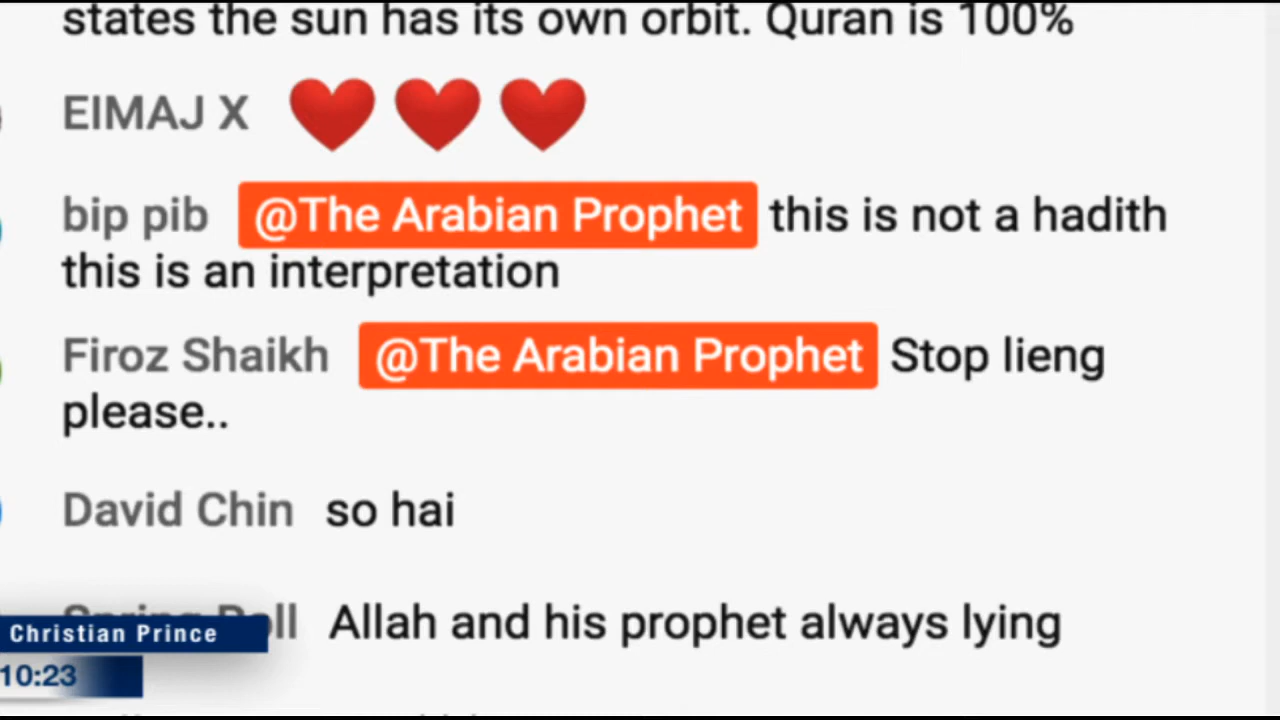 states the sun has its own orbit. Quran is 100%
EIMAJ X
bip pib @The Arabian Prophet this is not a hadith
this is an interpretation
Firoz Shaikh @The Arabian Prophet Stop lieng
please..
David Chin so hai
Spring Roll Allah and his prophet always lying
Christian Prince
10:23